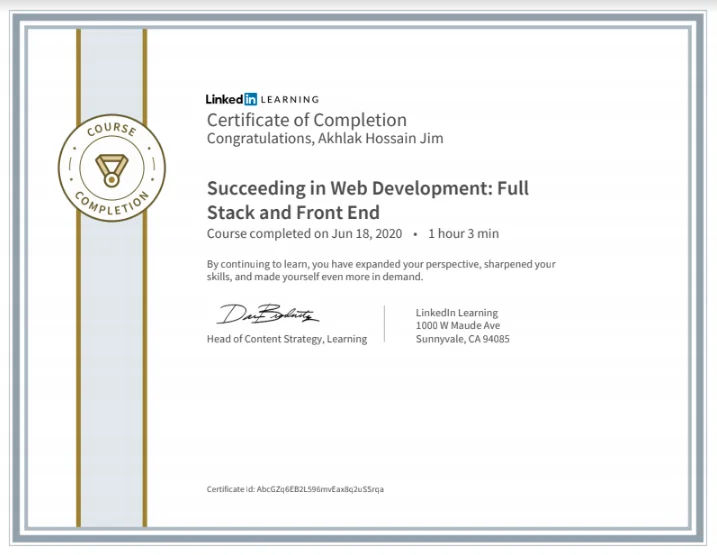 COURSE
COMPLETION
Linked in LEARNING
Certificate of Completion
Congratulations, Akhlak Hossain Jim
Succeeding in Web Development: Full
Stack and Front End
Course completed on Jun 18, 2020 • 1 hour 3 min
By continuing to learn, you have expanded your perspective, sharpened your
skills, and made yourself even more in demand.
Head of Content Strategy, Learning
LinkedIn Learning
1000 W Maude Ave
Sunnyvale, CA 94085
Certificate Id: AbcGZq6EB2L596mvEax8q2uSSrqa